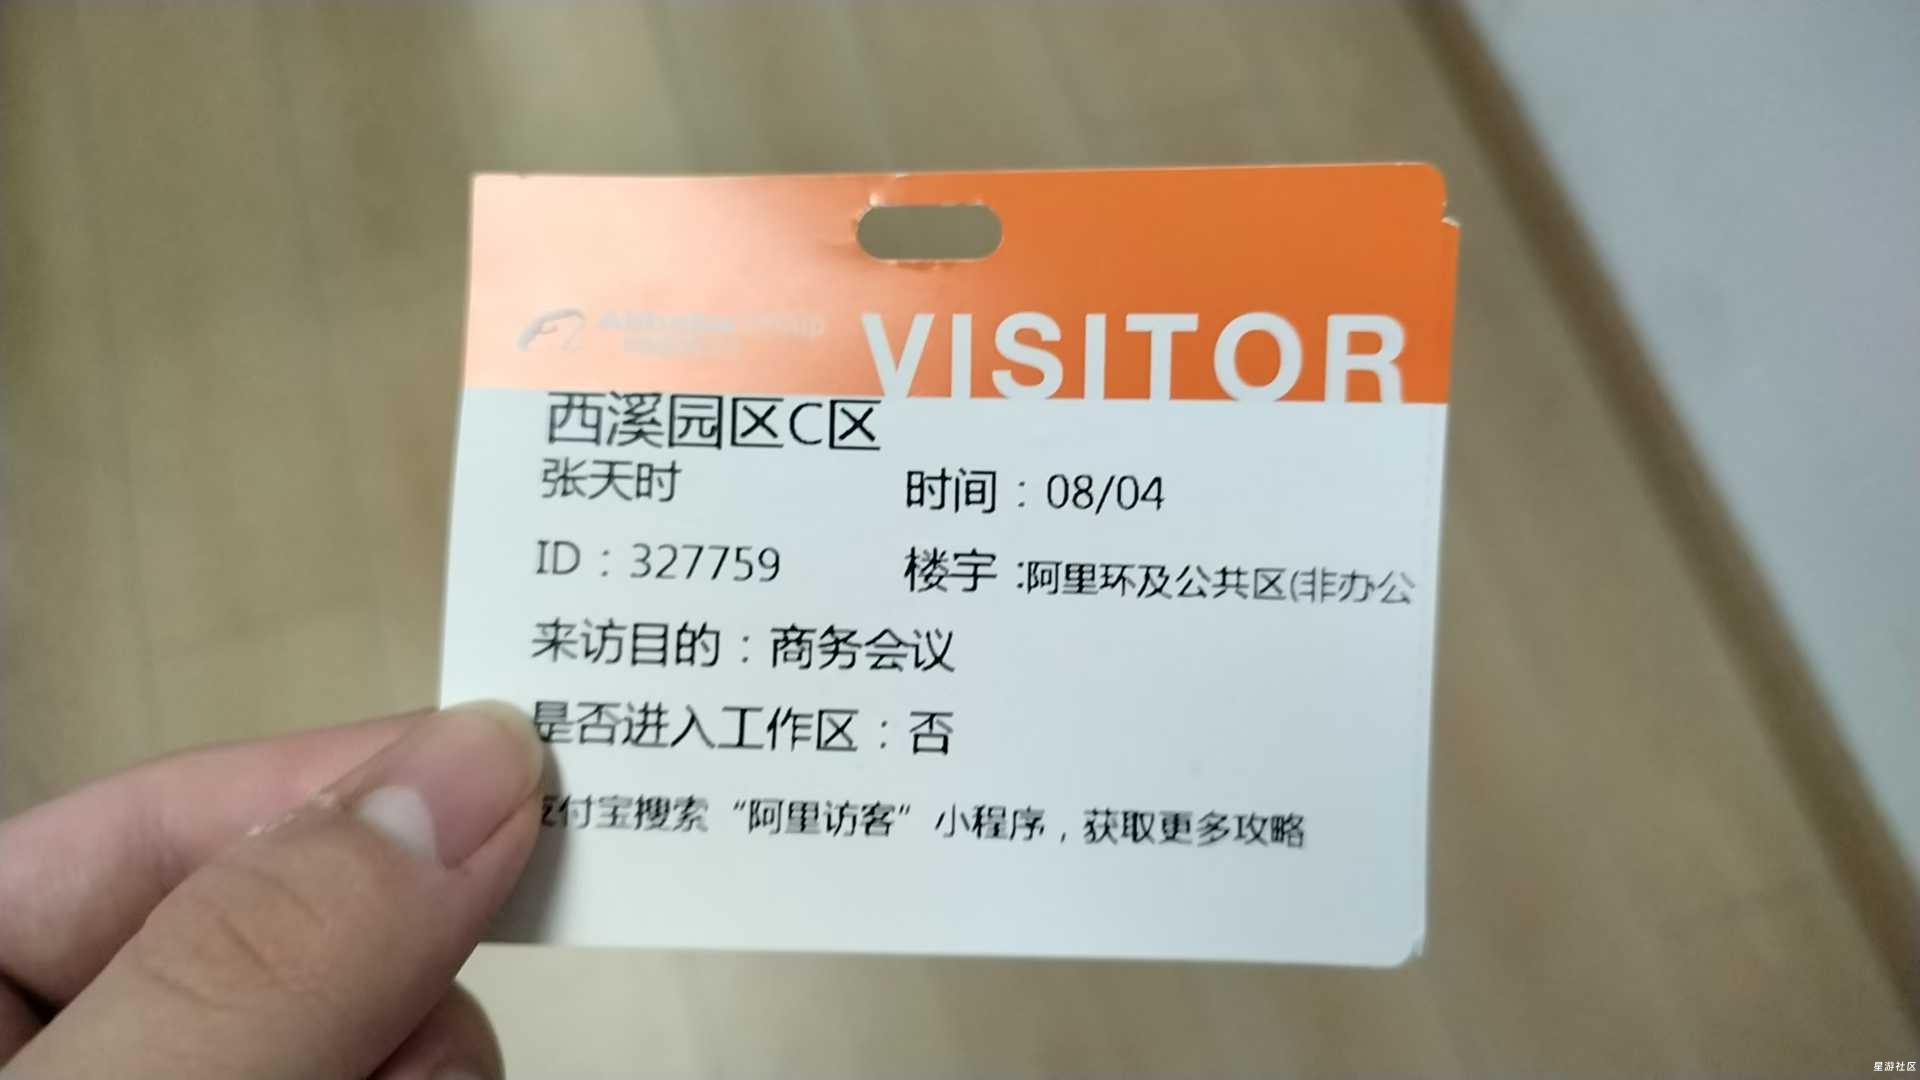 Alibaba Group
VISITOR
西溪园区C区
张天时
时间：08/04
ID：327759
楼宇：阿里环及公共区(非办公
来访目的：商务会议
是否进入工作区：否
支付宝搜索“阿里访客”小程序，获取更多攻略
星游社区